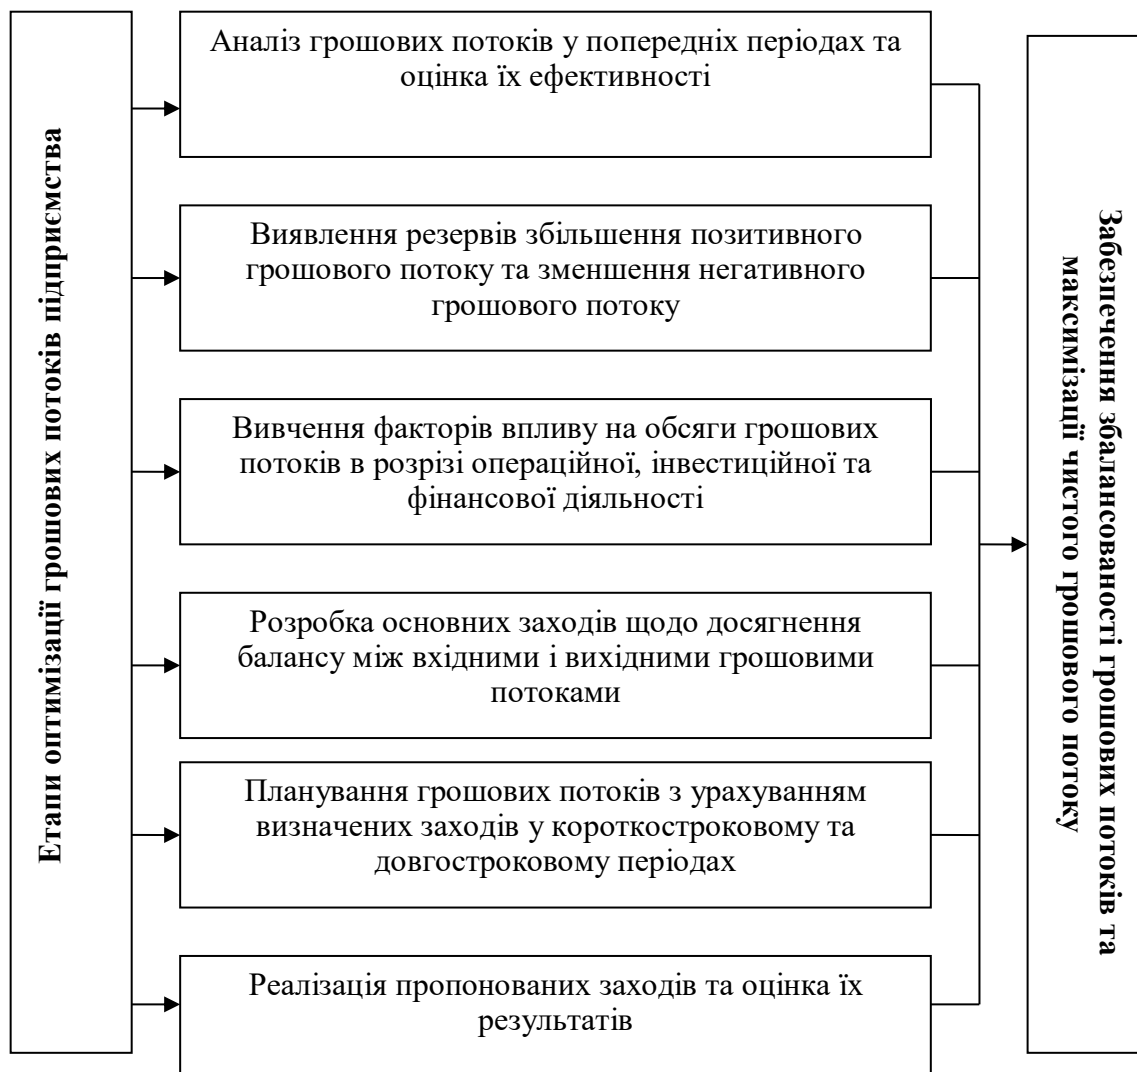 Етапи оптимізації грошових потоків підприємства
Аналіз грошових потоків у попередніх періодах та
оцінка їх ефективності
Виявлення резервів збільшення позитивного
грошового потоку та зменшення негативного
грошового потоку
Вивчення факторів впливу на обсяги грошових
потоків в розрізі операційної, інвестиційної та
фінансової діяльності
Розробка основних заходів щодо досягнення
балансу між вхідними і вихідними грошовими
потоками
Планування грошових потоків з урахуванням
визначених заходів у короткостроковому та
довгостроковому періодах
Реалізація пропонованих заходів та оцінка їх
результатів
Забезпечення збалансованості грошових потоків та
максимізації чистого грошового потоку